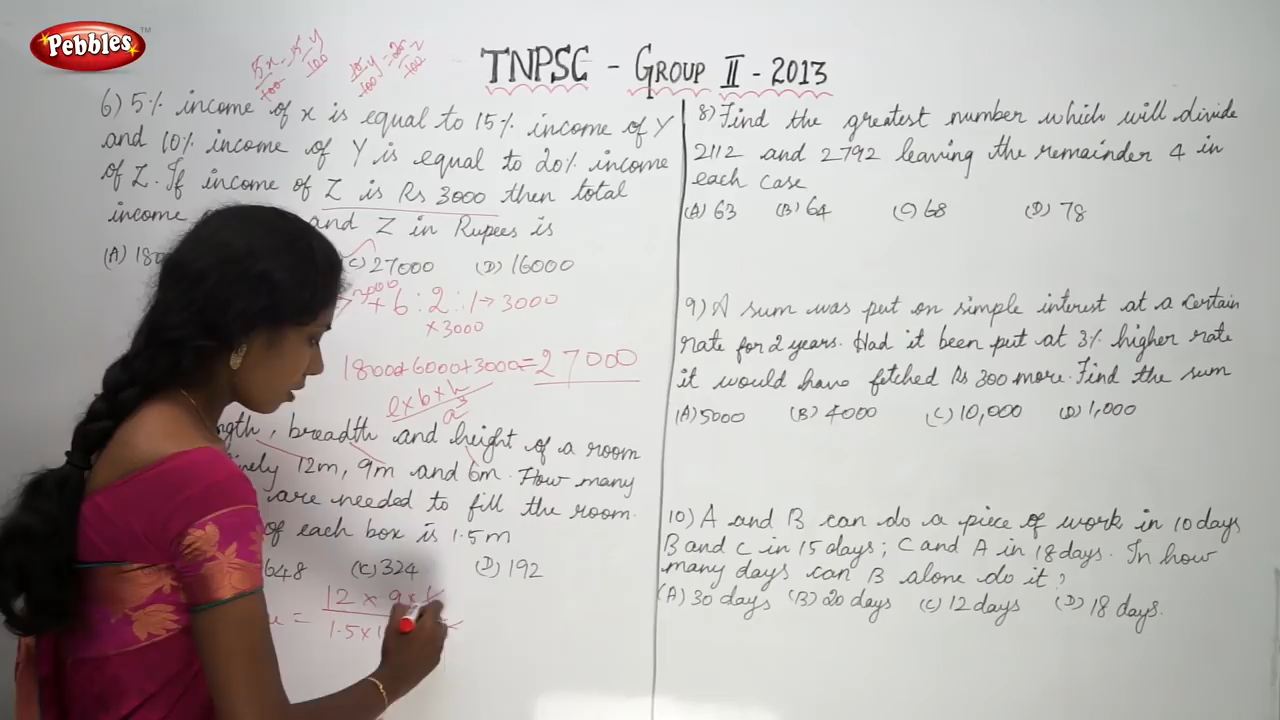 Pebbles
TM
TNPSC - GROUP II - 2013
6) 5% income of x is equal to 15% income of Y
and 10% income of Y is equal to 20% income
of Z. If income of Z is Rs 3000 then total
income and Z in Rupees is
(A) 180 (C) 27000 (D) 16000
6 : 2 : 1 → 3000
× 3000
18000+6000+3000=27000
l×b×h
a³
breadth and height of a room
12m, 9m and 6m. How many
are needed to fill the room.
of each box is 1.5m
648 (C) 324 (D) 192
12 × 9 ×
1.5×
8) Find the greatest number which will divide
2112 and 2792 leaving the remainder 4 in
each case
(A) 63 (B) 64 (C) 68 (D) 78
9) A sum was put on simple interest at a certain
rate for 2 years. Had it been put at 3% higher rate
it would have fetched Rs 300 more. Find the sum
(A) 5000 (B) 4000 (C) 10,000 (D) 1,000
10) A and B can do a piece of work in 10 days
B and C in 15 days; C and A in 18 days. In how
many days can B alone do it?
(A) 30 days (B) 20 days (C) 12 days (D) 18 days.